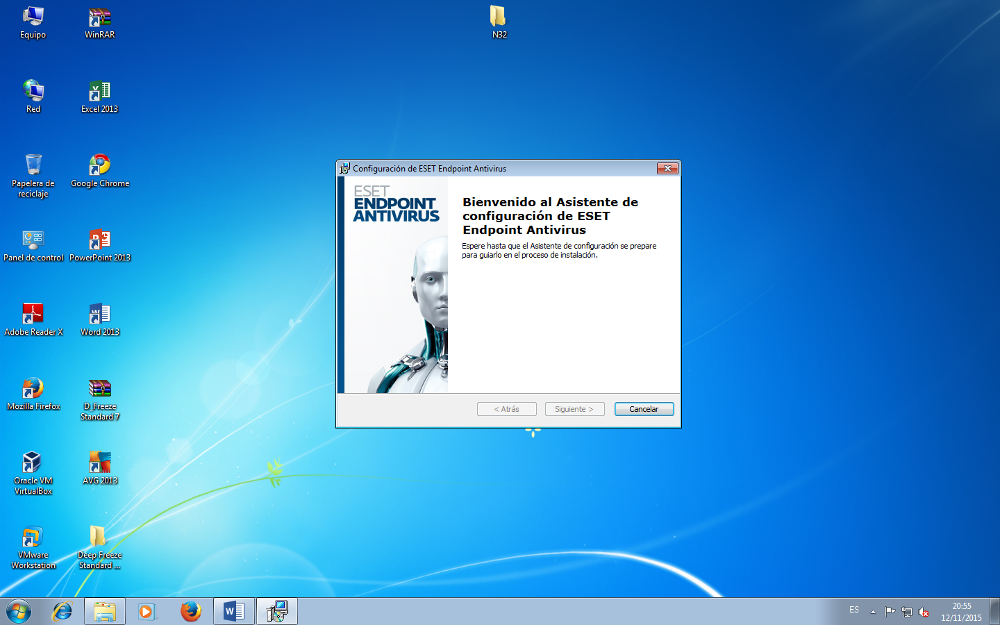 Equipo
WinRAR
N32
Red
Excel 2013
Papelera de
reciclaje
Google Chrome
Panel de control
PowerPoint 2013
Adobe Reader X
Word 2013
Mozilla Firefox
D_Freeze
Standard 7
Oracle VM
VirtualBox
AVG 2013
VMware
Workstation
Deep Freeze
Standard ...
Configuración de ESET Endpoint Antivirus
ESET
ENDPOINT
ANTIVIRUS
Bienvenido al Asistente de
configuración de ESET
Endpoint Antivirus
Espere hasta que el Asistente de configuración se prepare
para guiarlo en el proceso de instalación.
< Atrás
Siguiente >
Cancelar
ES
20:55
12/11/2015